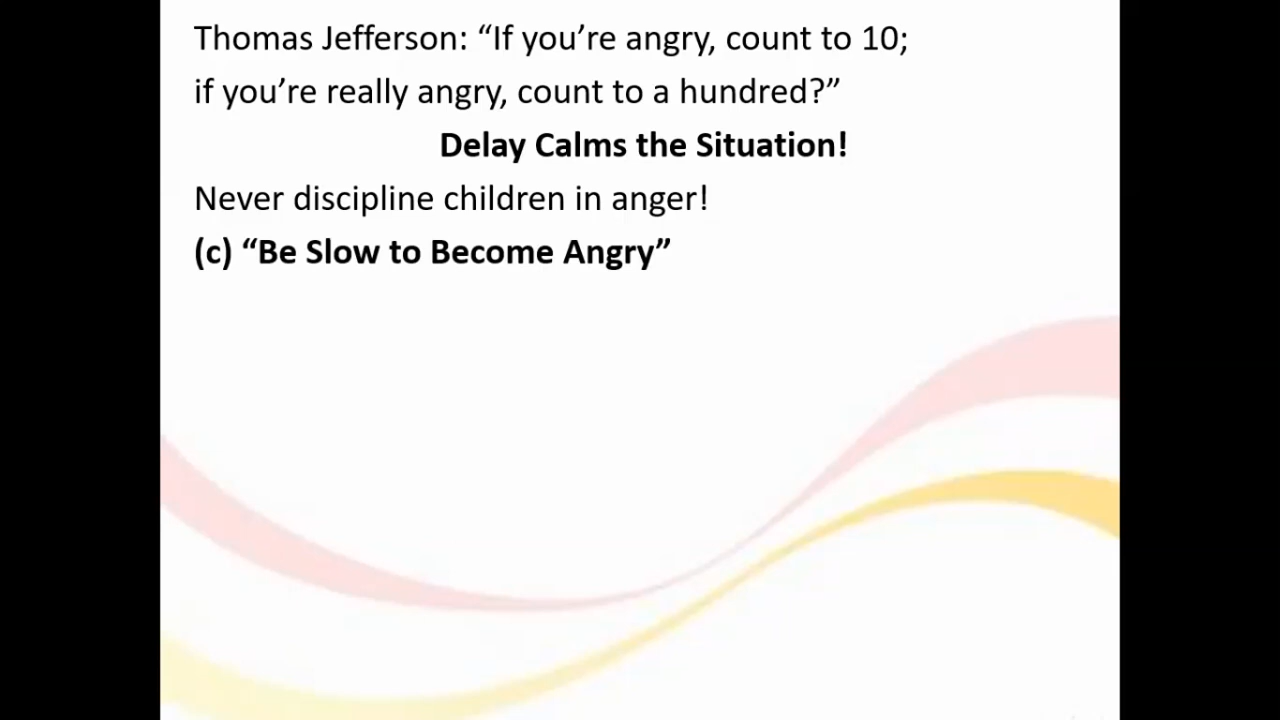 Thomas Jefferson: “If you’re angry, count to 10;
if you’re really angry, count to a hundred?”
Delay Calms the Situation!
Never discipline children in anger!
(c) “Be Slow to Become Angry”